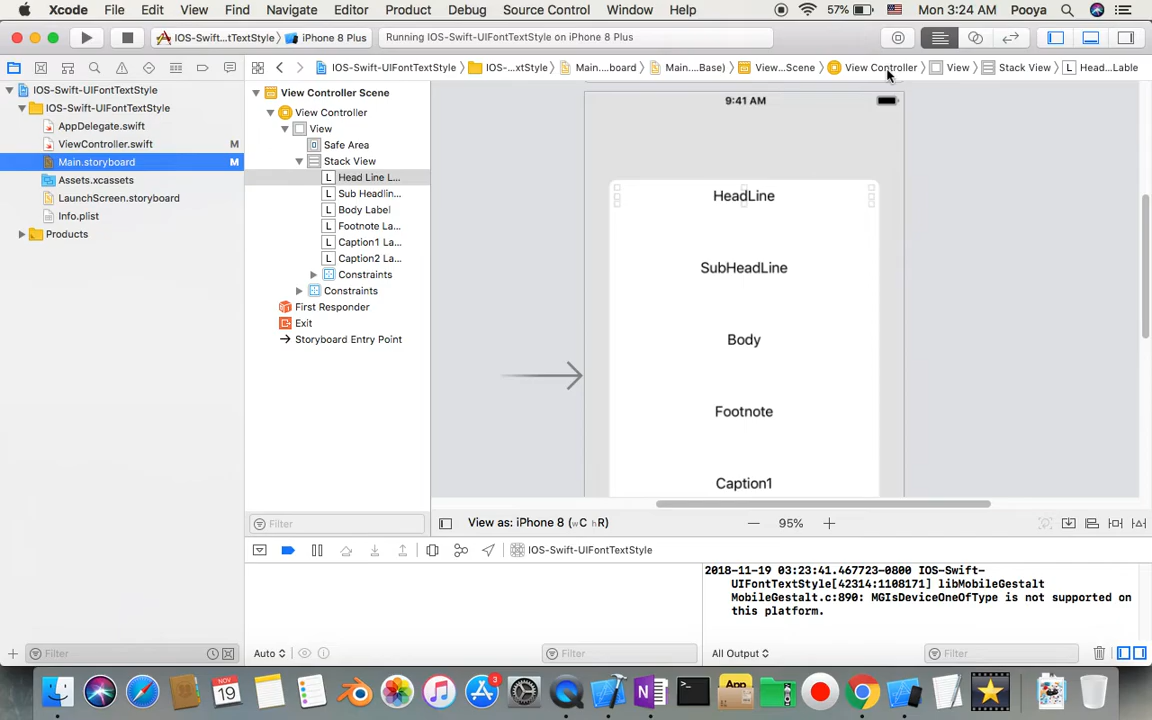 Xcode File Edit View Find Navigate Editor Product Debug Source Control Window Help 57% Mon 3:24 AM Pooya
IOS-Swift...tTextStyle iPhone 8 Plus Running IOS-Swift-UIFontTextStyle on iPhone 8 Plus
IOS-Swift-UIFontTextStyle IOS-...xtStyle Main....board Main....Base) View...Scene View Controller View Stack View Head...Lable
IOS-Swift-UIFontTextStyle
IOS-Swift-UIFontTextStyle
AppDelegate.swift
ViewController.swift M
Main.storyboard M
Assets.xcassets
LaunchScreen.storyboard
Info.plist
Products
View Controller Scene
View Controller
View
Safe Area
Stack View
L Head Line L...
L Sub Headlin...
L Body Label
L Footnote La...
L Caption1 La...
L Caption2 La...
Constraints
Constraints
First Responder
Exit
Storyboard Entry Point
9:41 AM
HeadLine
SubHeadLine
Body
Footnote
Caption1
Filter
View as: iPhone 8 (wC hR) 95%
IOS-Swift-UIFontTextStyle
2018-11-19 03:23:41.467723-0800 IOS-Swift-
UIFontTextStyle[42314:1108171] libMobileGestalt
MobileGestalt.c:890: MGIsDeviceOneOfType is not supported on
this platform.
Filter
Auto
Filter
All Output
Filter
NOV
19
3
N
App